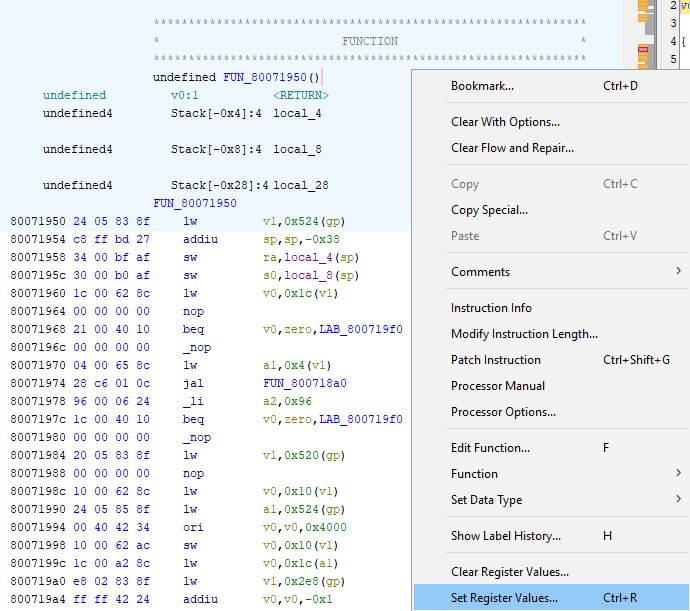 ************************************************************
* FUNCTION *
************************************************************
undefined FUN_80071950()
undefined v0:1 <RETURN>
undefined4 Stack[-0x4]:4 local_4
undefined4 Stack[-0x8]:4 local_8
undefined4 Stack[-0x28]:4 local_28
FUN_80071950
80071950 24 05 83 8f lw v1,0x524(gp)
80071954 c8 ff bd 27 addiu sp,sp,-0x38
80071958 34 00 bf af sw ra,local_4(sp)
8007195c 30 00 b0 af sw s0,local_8(sp)
80071960 1c 00 62 8c lw v0,0x1c(v1)
80071964 00 00 00 00 nop
80071968 21 00 40 10 beq v0,zero,LAB_800719f0
8007196c 00 00 00 00 _nop
80071970 04 00 65 8c lw a1,0x4(v1)
80071974 28 c6 01 0c jal FUN_800718a0
80071978 96 00 06 24 _li a2,0x96
8007197c 1c 00 40 10 beq v0,zero,LAB_800719f0
80071980 00 00 00 00 _nop
80071984 20 05 83 8f lw v1,0x520(gp)
80071988 00 00 00 00 nop
8007198c 10 00 62 8c lw v0,0x10(v1)
80071990 24 05 85 8f lw a1,0x524(gp)
80071994 00 40 42 34 ori v0,v0,0x4000
80071998 10 00 62 ac sw v0,0x10(v1)
8007199c 1c 00 a2 8c lw v0,0x1c(a1)
800719a0 e8 02 83 8f lw v1,0x2e8(gp)
800719a4 ff ff 42 24 addiu v0,v0,-0x1
Bookmark... Ctrl+D
Clear With Options...
Clear Flow and Repair...
Copy Ctrl+C
Copy Special...
Paste Ctrl+V
Comments
Instruction Info
Modify Instruction Length...
Patch Instruction Ctrl+Shift+G
Processor Manual
Processor Options...
Edit Function... F
Function
Set Data Type
Show Label History... H
Clear Register Values...
Set Register Values... Ctrl+R
2
3
4 {
5